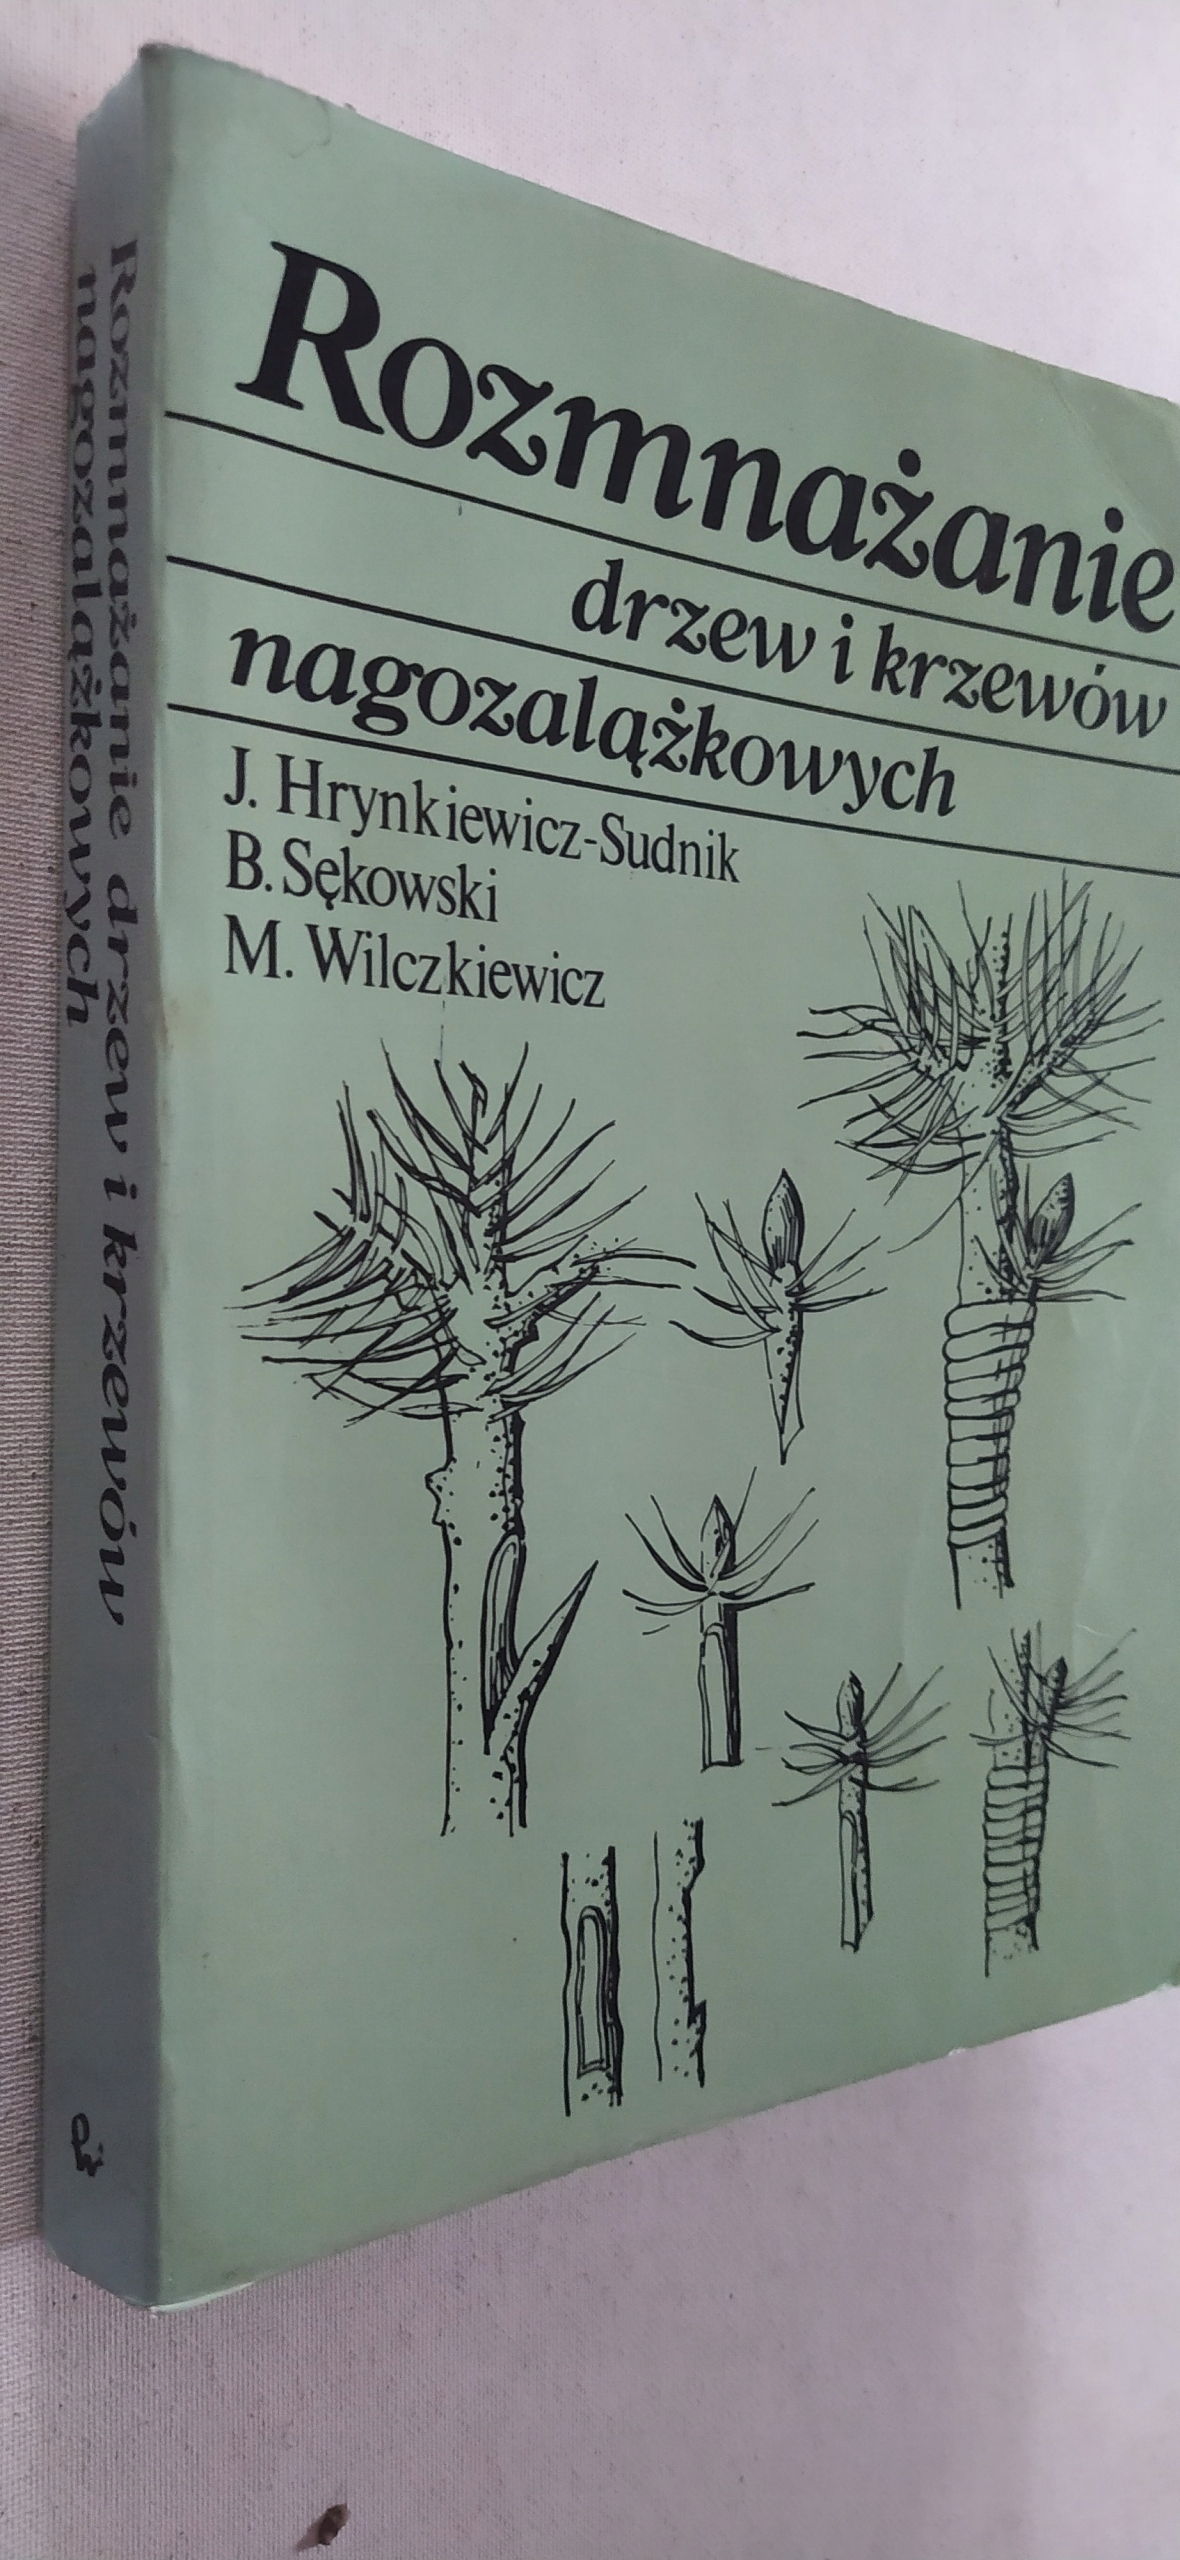 Rozmnażanie
drzew i krzewów
nagozalążkowych
J. Hrynkiewicz-Sudnik
B. Sękowski
M. Wilczkiewicz
Rozmnażanie drzew i krzewów
nagozalążkowych